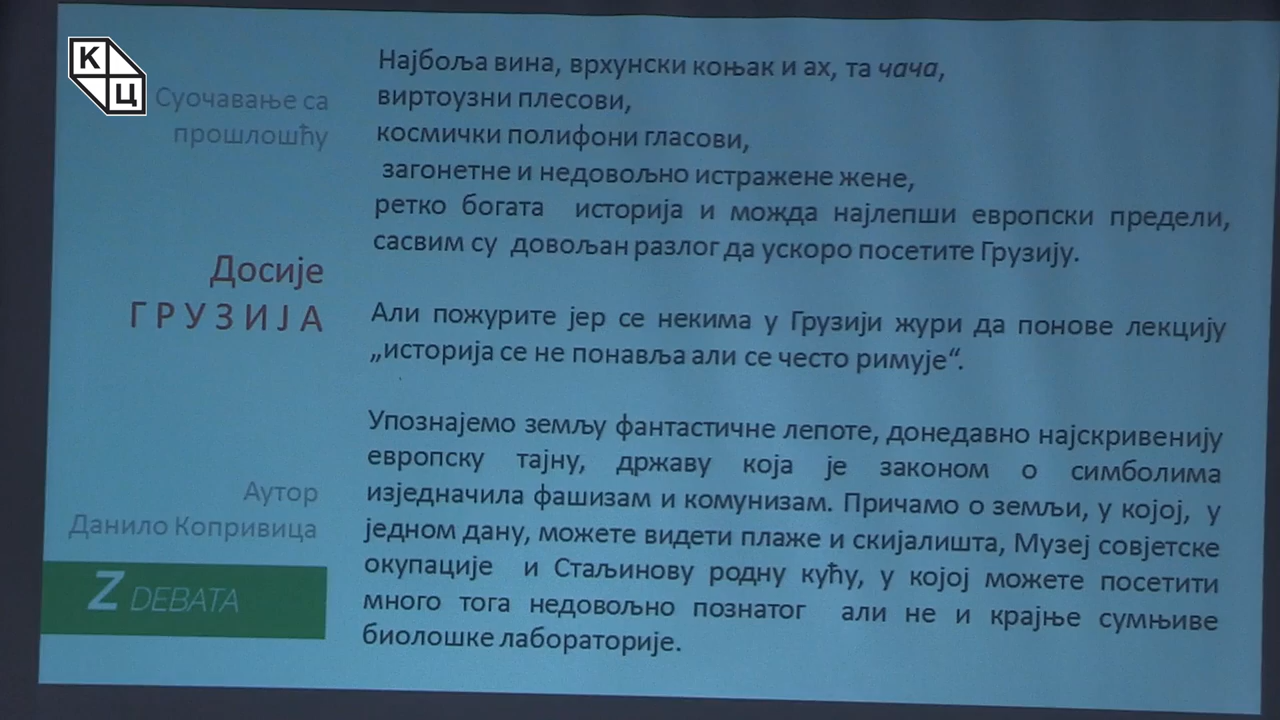 К
Ц
Суочавање са
прошлошћу
Досије
ГРУЗИЈА
Аутор
Данило Копривица
Z DEBATA
Најбоља вина, врхунски коњак и ах, та чача,
виртоузни плесови,
космички полифони гласови,
загонетне и недовољно истражене жене,
ретко богата историја и можда најлепши европски предели,
сасвим су довољан разлог да ускоро посетите Грузију.
Али пожурите јер се некима у Грузији жури да понове лекцију
„историја се не понавља али се често римује“.
Упознајемо земљу фантастичне лепоте, донедавно најскривенију
европску тајну, државу која је законом о симболима
изједначила фашизам и комунизам. Причамо о земљи, у којој, у
једном дану, можете видети плаже и скијалишта, Музеј совјетске
окупације и Стаљинову родну кућу, у којој можете посетити
много тога недовољно познатог али не и крајње сумњиве
биолошке лабораторије.